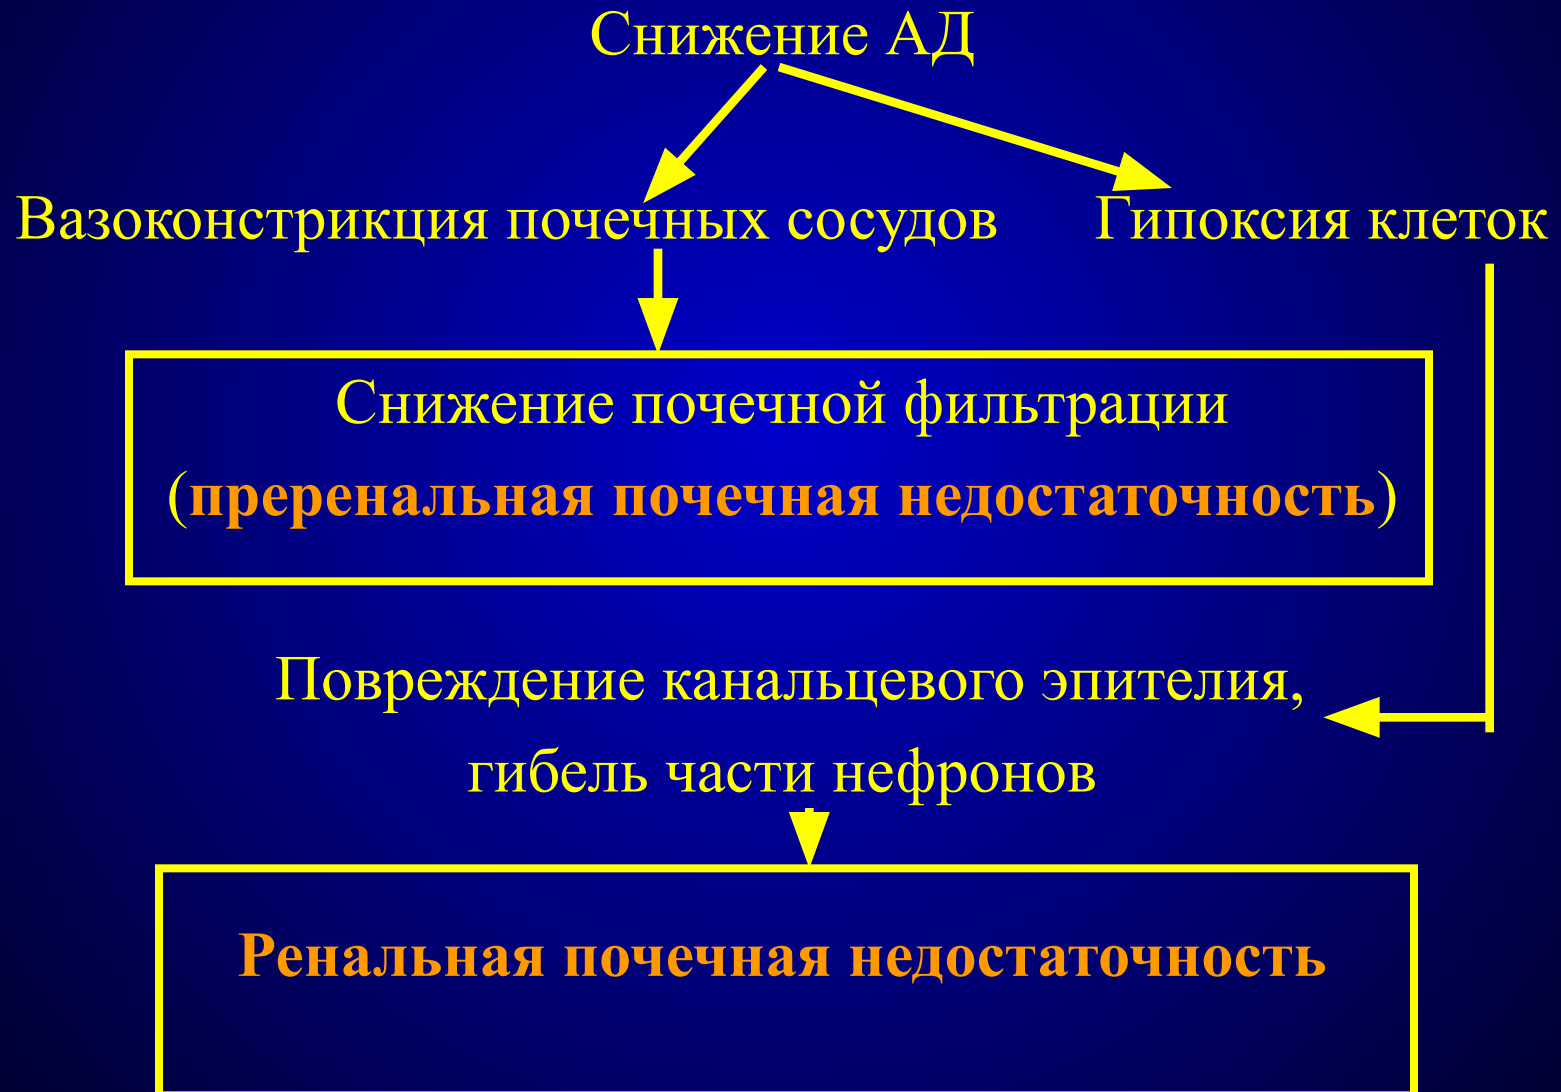 Снижение АД
Вазоконстрикция почечных сосудов
Гипоксия клеток
Снижение почечной фильтрации
(преренальная почечная недостаточность)
Повреждение канальцевого эпителия,
гибель части нефронов
Ренальная почечная недостаточность